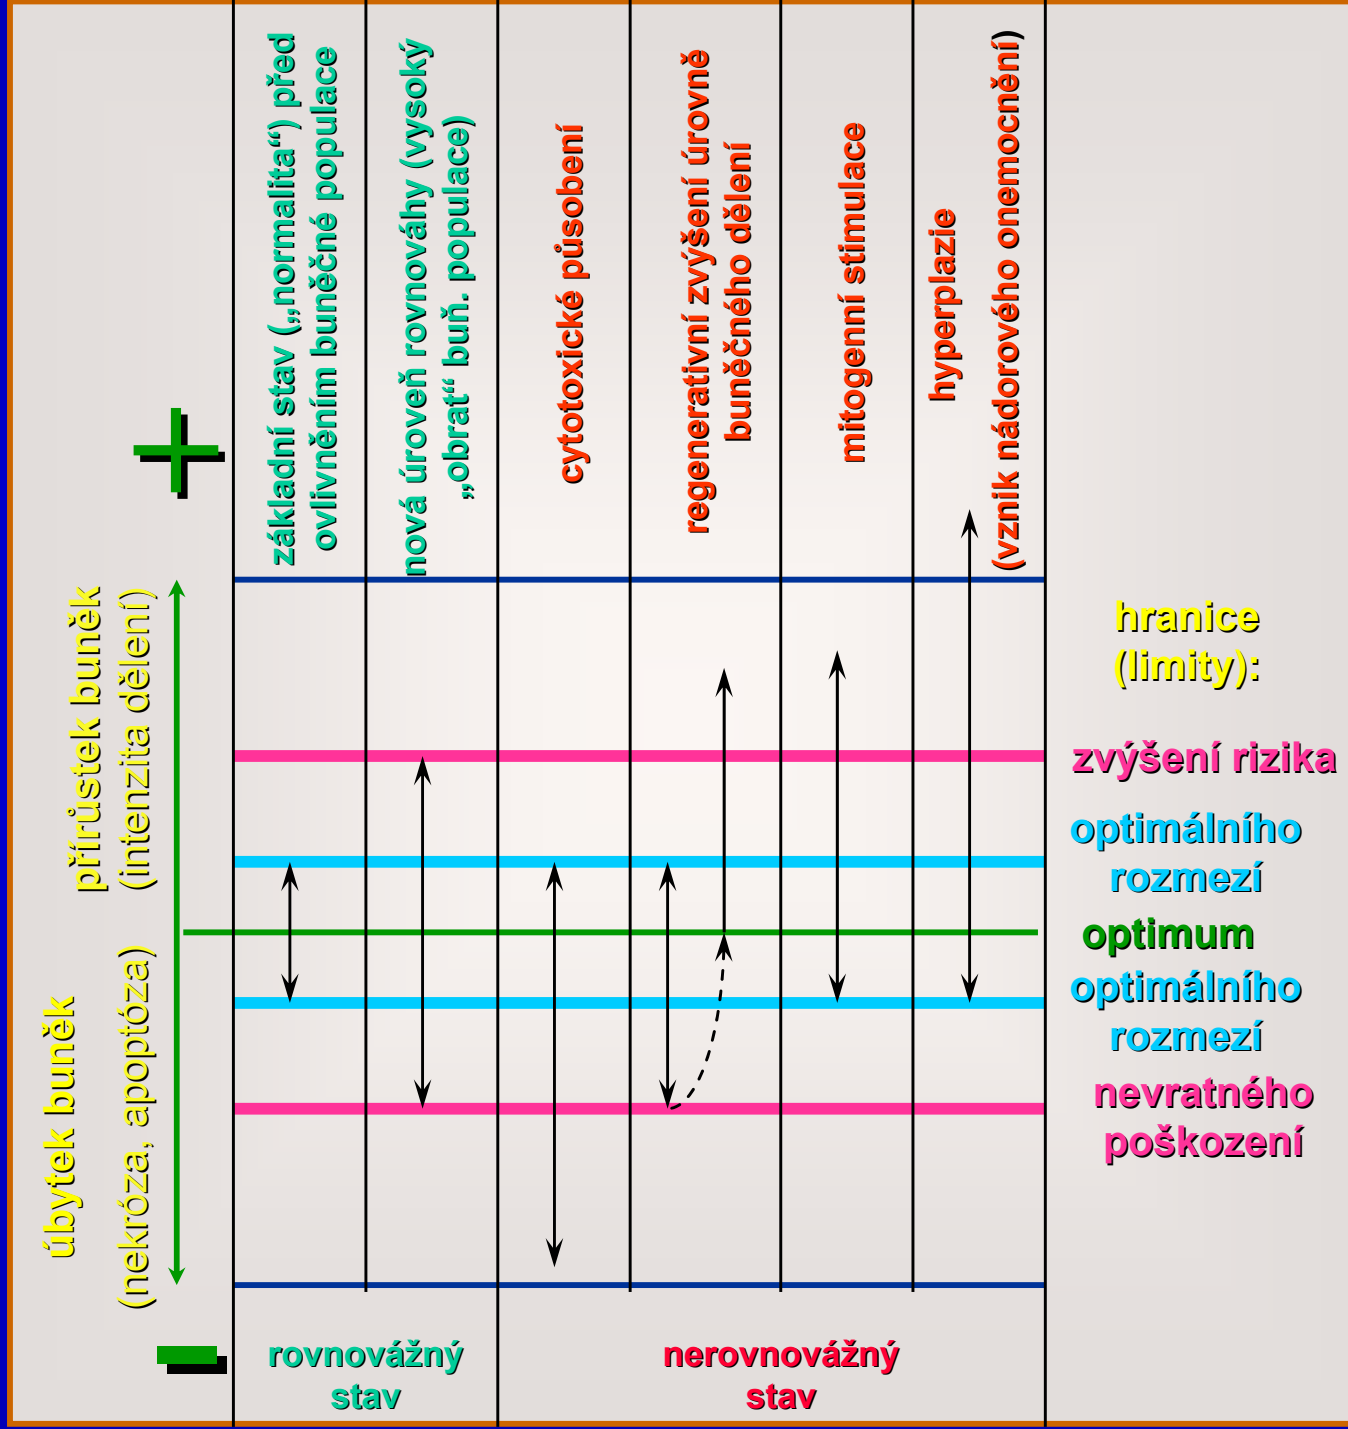 základní stav („normalita“) před
ovlivněním buněčné populace
nová úroveň rovnováhy (vysoký
„obrat“ buň. populace)
cytotoxické působení
regenerativní zvýšení úrovně
buněčného dělení
mitogenní stimulace
hyperplazie
(vznik nádorového onemocnění)
+
přírůstek buněk
(intenzita dělení)
úbytek buněk
(nekróza, apoptóza)
hranice
(limity):
zvýšení rizika
optimálního
rozmezí
optimum
optimálního
rozmezí
nevratného
poškození
rovnovážný
stav
nerovnovážný
stav